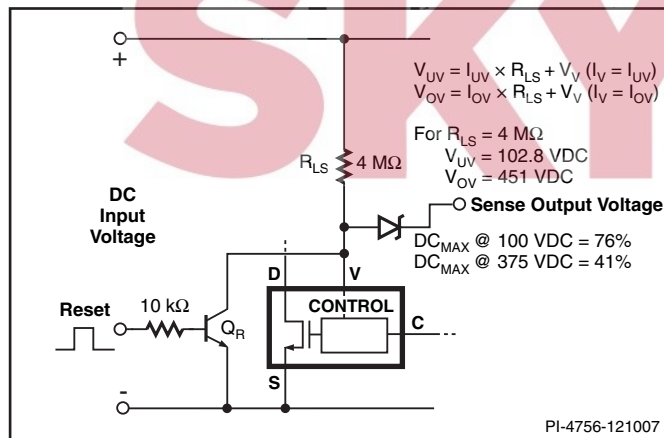 SKY
+
V_UV = I_UV × R_LS + V_V (I_V = I_UV)
V_OV = I_OV × R_LS + V_V (I_V = I_OV)
For R_LS = 4 MΩ
V_UV = 102.8 VDC
V_OV = 451 VDC
R_LS 4 MΩ
DC
Input
Voltage
Sense Output Voltage
DC_MAX @ 100 VDC = 76%
DC_MAX @ 375 VDC = 41%
D V
CONTROL
C
Reset
10 kΩ
Q_R
S
-
PI-4756-121007